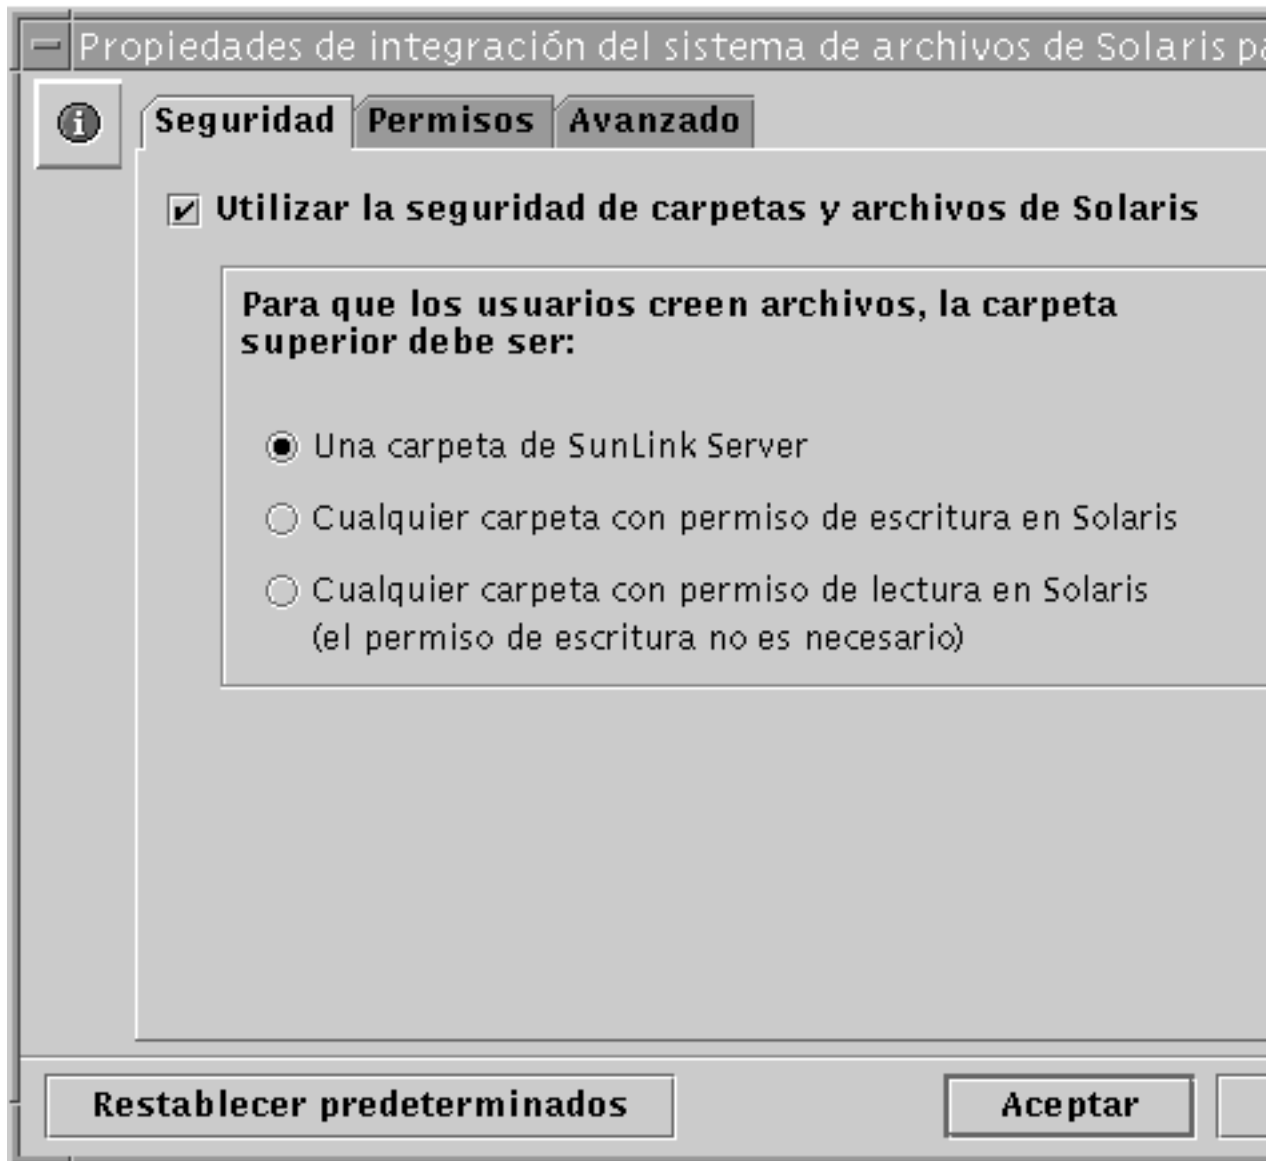 Propiedades de integración del sistema de archivos de Solaris
Seguridad Permisos Avanzado
Utilizar la seguridad de carpetas y archivos de Solaris
Para que los usuarios creen archivos, la carpeta
superior debe ser:
Una carpeta de SunLink Server
Cualquier carpeta con permiso de escritura en Solaris
Cualquier carpeta con permiso de lectura en Solaris
(el permiso de escritura no es necesario)
Restablecer predeterminados Aceptar